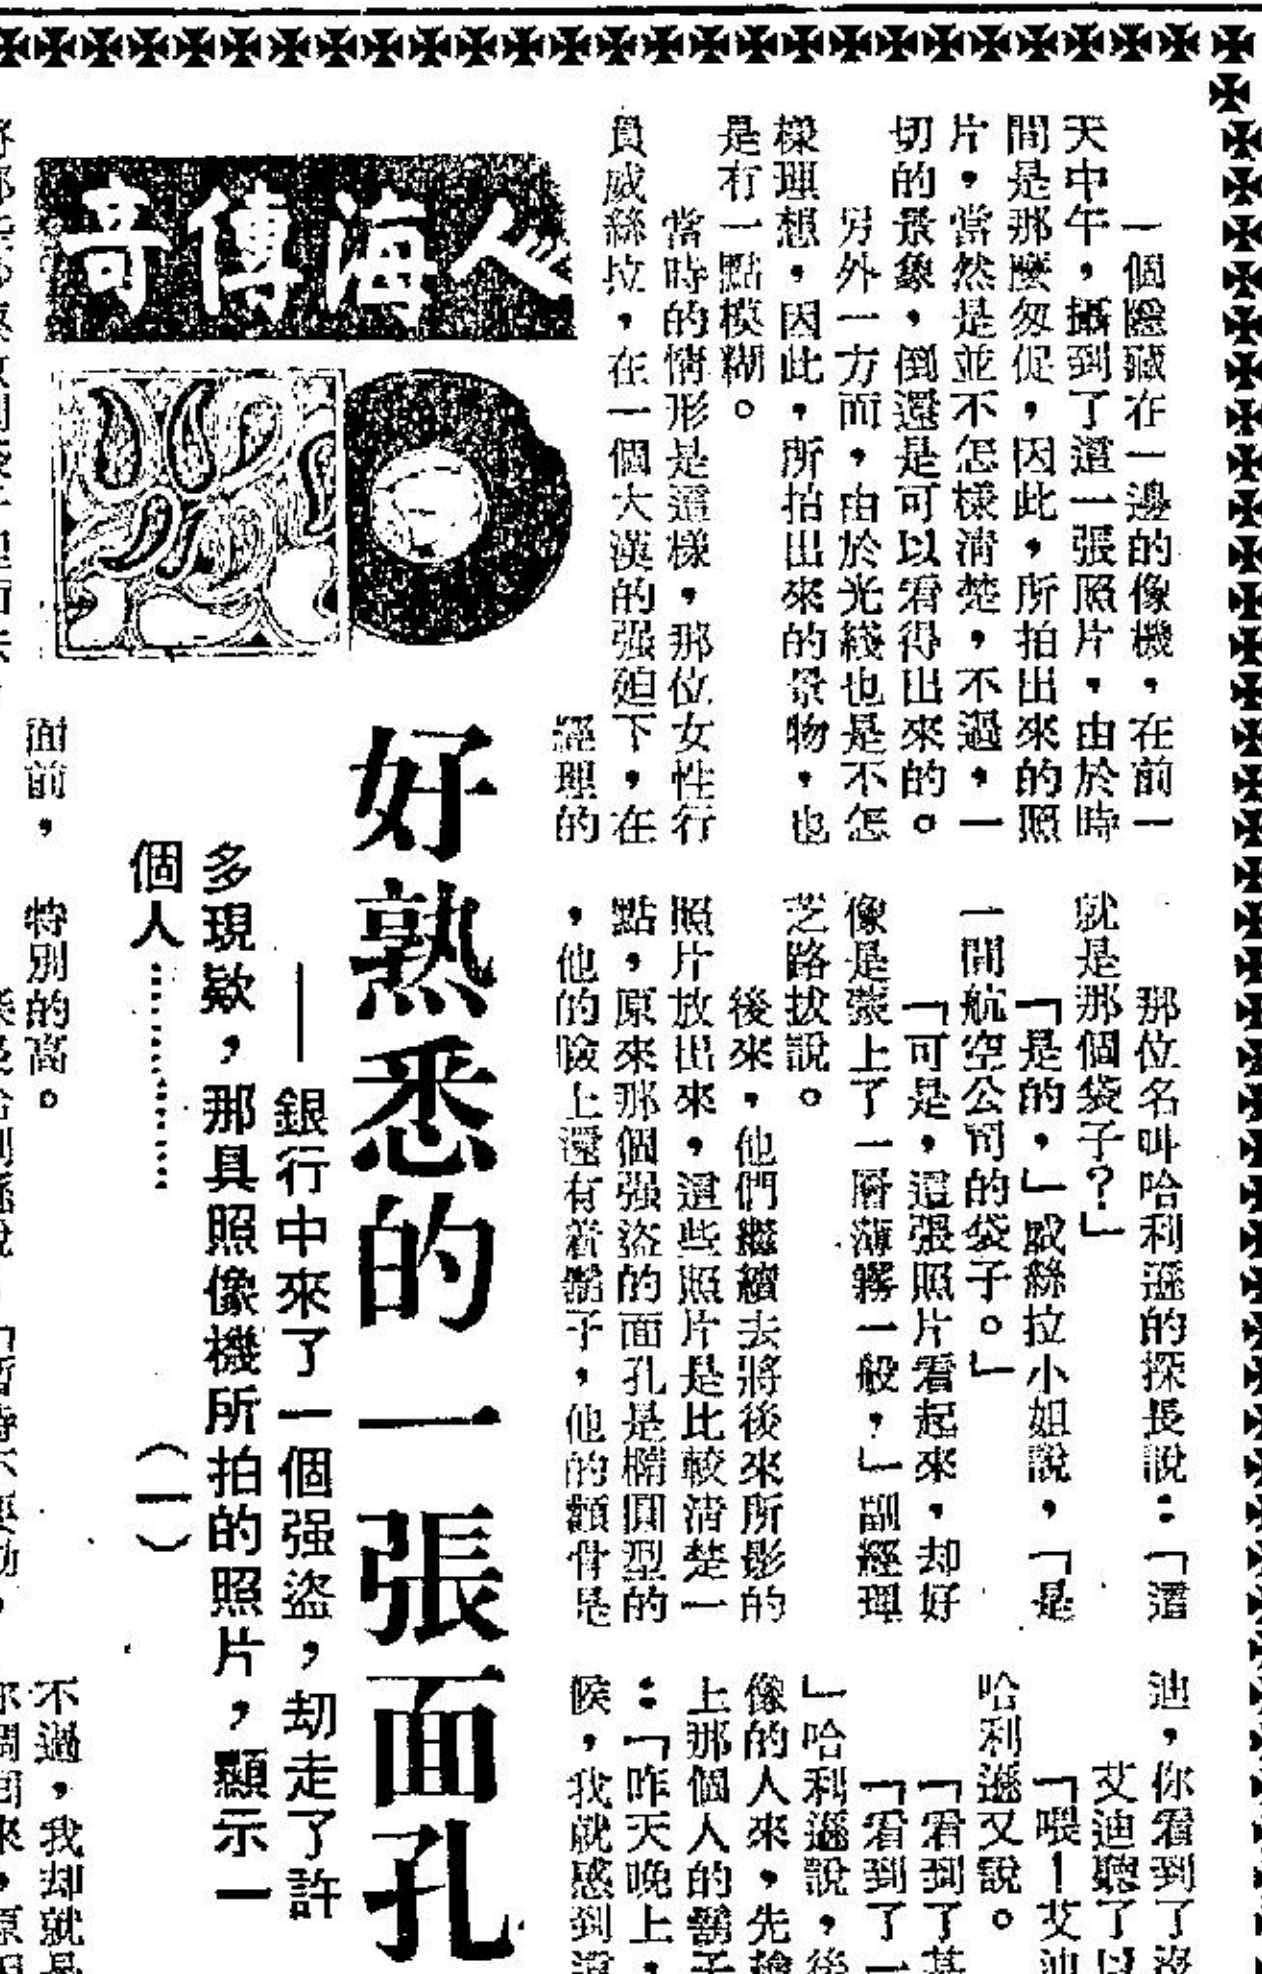 人海傳奇
好熟悉的一張面孔
——銀行中來了一個强盜，劫走了許
多現欵，那具照像機所拍的照片，顯示一
個人…………
（一）
一個隱藏在一邊的像機，在前一
天中午，攝到了這一張照片，由於時
間是那麼匆促，因此，所拍出來的照
片，當然是並不怎樣清楚，不過，一
切的景象，倒還是可以看得出來的。
另外一方面，由於光綫也是不怎
樣理想，因此，所拍出來的景物，也
是有一點模糊。
當時的情形是這樣，那位女性行
員威絲拉，在一個大漢的强迫下，在
經理的
面前，
那位名叫哈利遜的探長說：「這
就是那個袋子？」
「是的，」威絲拉小姐說，「是
一間航空公司的袋子。」
「可是，這張照片看起來，却好
像是蒙上了一層薄霧一般，」副經理
芝路拔說。
後來，他們繼續去將後來所影的
照片放出來，這些照片是比較清楚一
點，原來那個强盜的面孔是橢圓型的
，他的臉上還有着鬍子，他的顴骨是
特別的高。
迪，你看到了沒
艾迪聽了以
「喂！艾迪
哈利遜又說。
「看到了某
「看到了一
」哈利遜說，後
像的人來，先搶
上那個人的鬍子
：「昨天晚上，
候，我就感到這
不過，我却就是